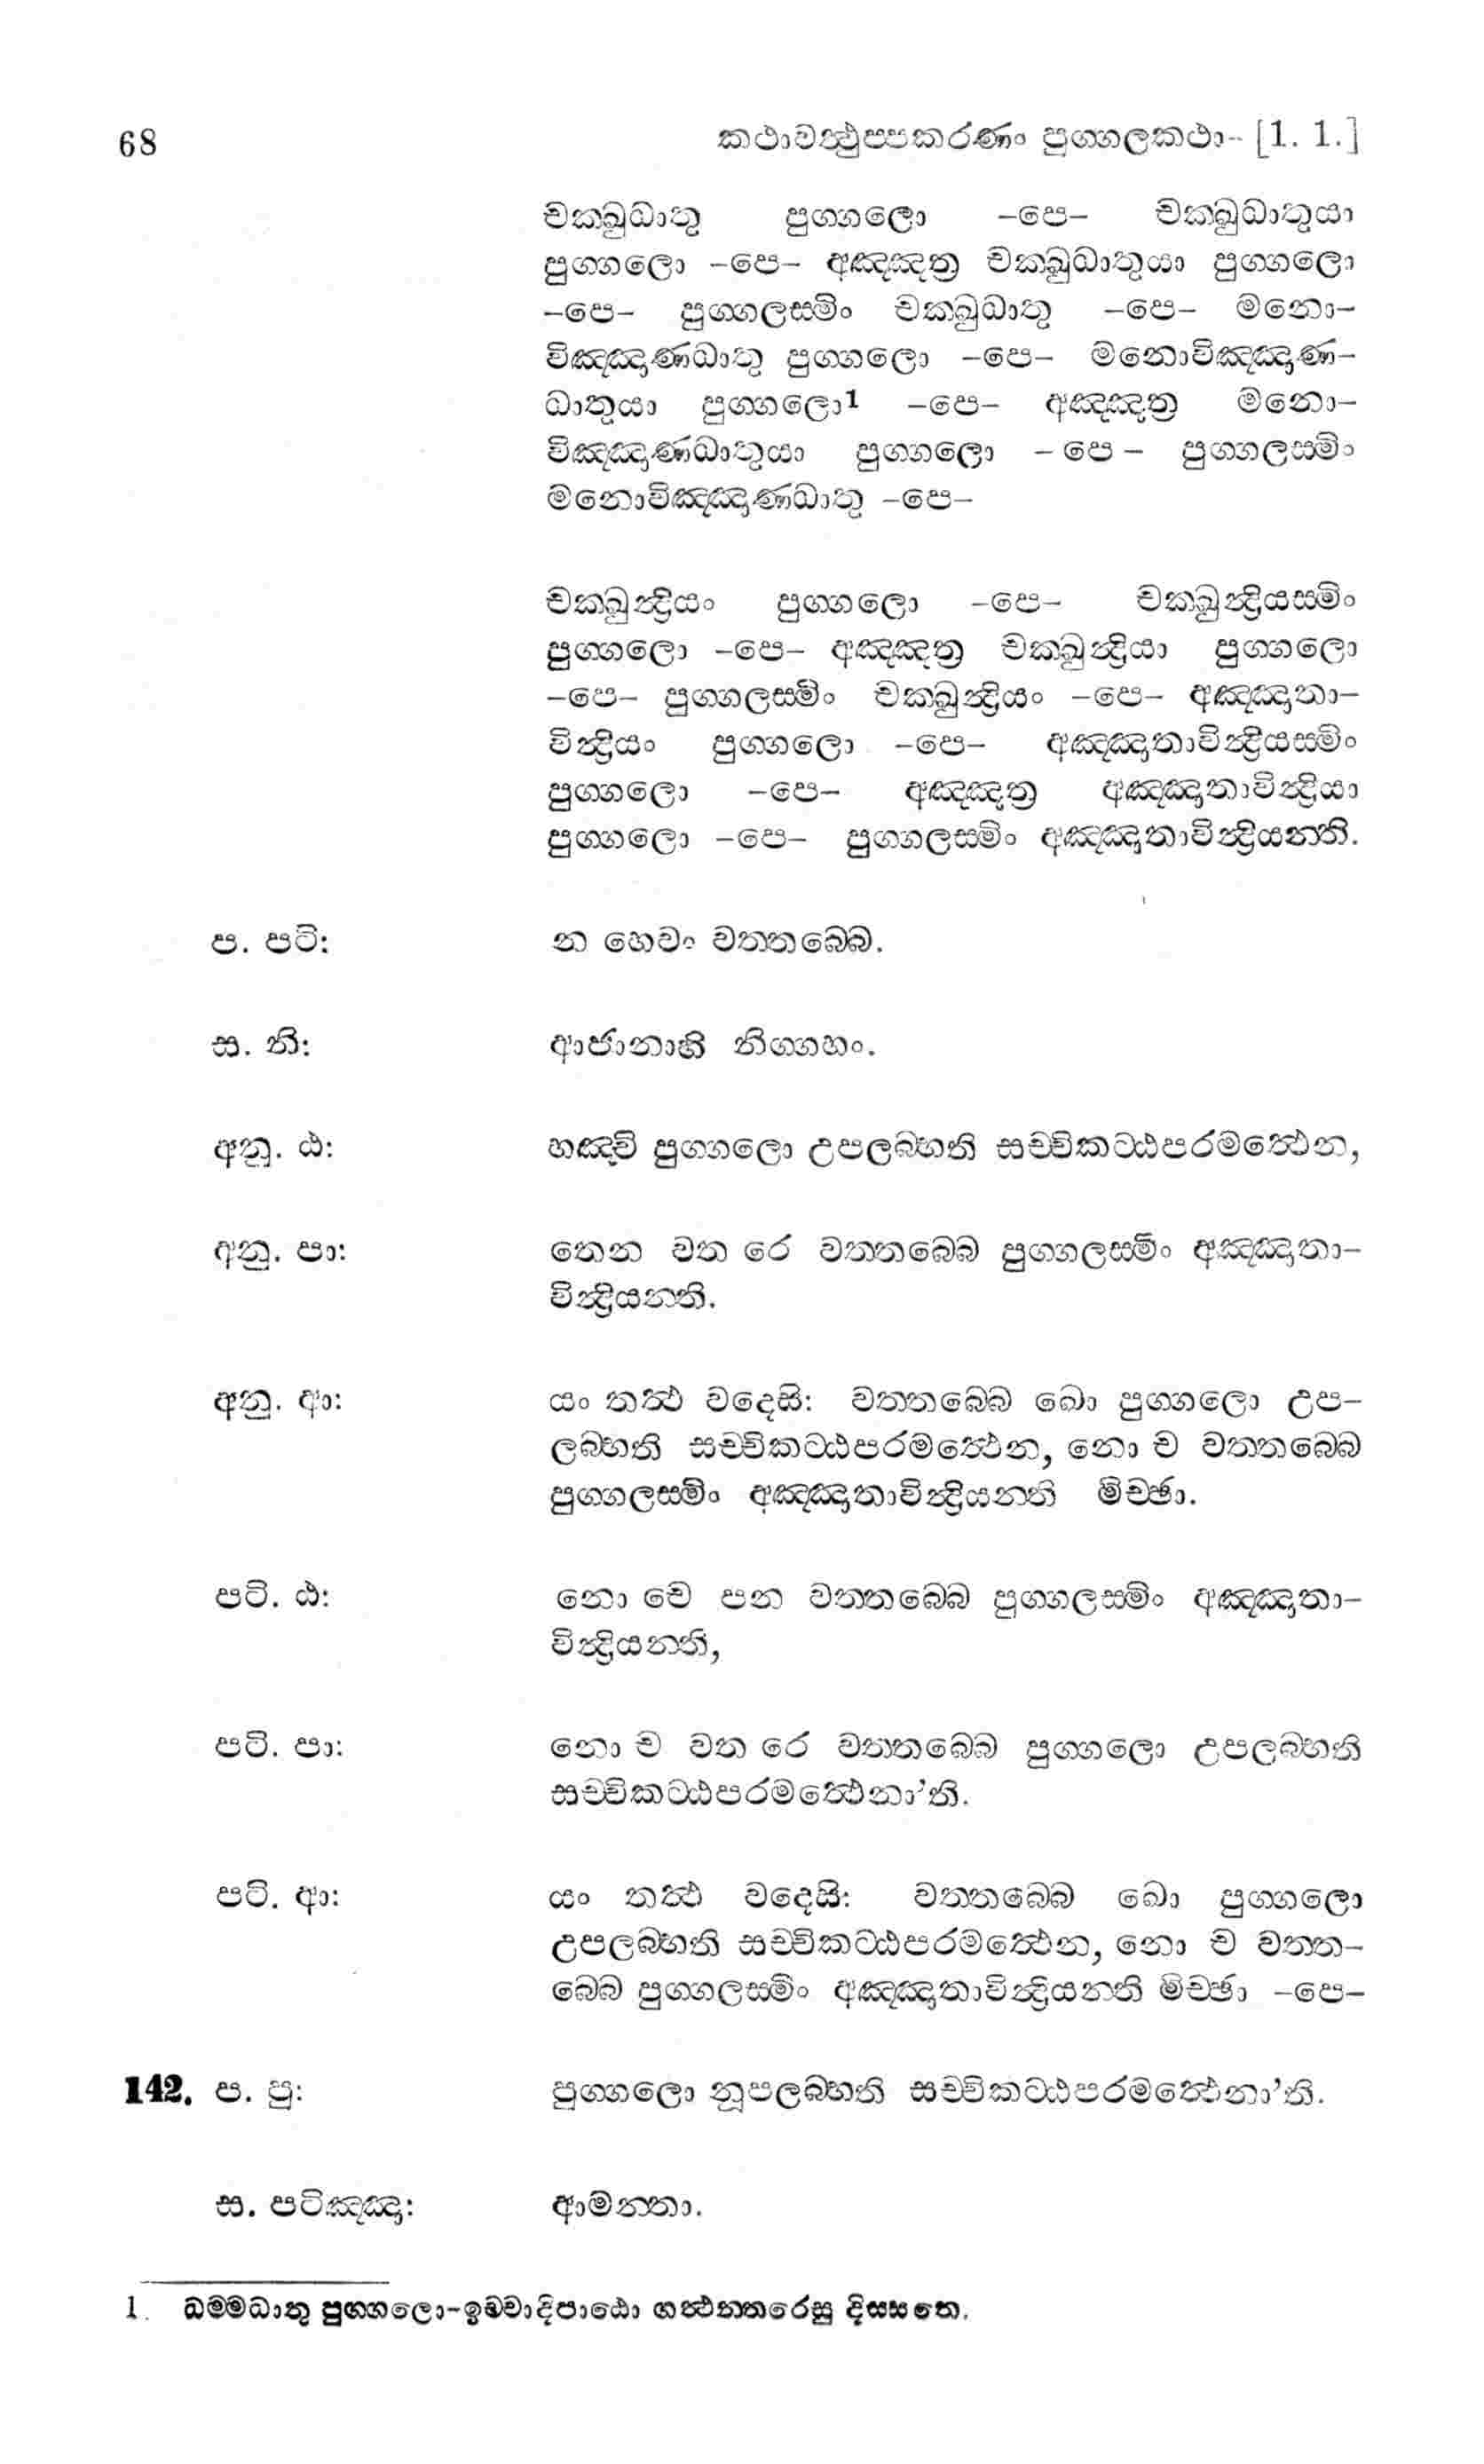 68 කථාවත්‍ථුප‍්පකරණං පුග‍්ගලකථා- [1. 1.]
චක‍්ඛුධාතු පුග‍්ගලො -පෙ- චක‍්ඛුධාතුයා
පුග‍්ගලො -පෙ- අඤ‍්ඤත්‍ර චක‍්ඛුධාතුයා පුග‍්ගලො
-පෙ- පුග‍්ගලස‍්මිං චක‍්ඛුධාතු -පෙ- මනො-
විඤ‍්ඤාණධාතු පුග‍්ගලො -පෙ- මනොවිඤ‍්ඤාණ-
ධාතුයා පුග‍්ගලො1 -පෙ- අඤ‍්ඤත්‍ර මනො-
විඤ‍්ඤාණධාතුයා පුග‍්ගලො -පෙ- පුග‍්ගලස‍්මිං
මනොවිඤ‍්ඤාණධාතු -පෙ-
චක‍්ඛුන්‍ද්‍රියං පුග‍්ගලො -පෙ- චක‍්ඛුන්‍ද්‍රියස‍්මිං
පුග‍්ගලො -පෙ- අඤ‍්ඤත්‍ර චක‍්ඛුන්‍ද්‍රියා පුග‍්ගලො
-පෙ- පුග‍්ගලස‍්මිං චක‍්ඛුන්‍ද්‍රියං -පෙ- අඤ‍්ඤාතා-
වින්‍ද්‍රියං පුග‍්ගලො -පෙ- අඤ‍්ඤාතාවින්‍ද්‍රියස‍්මිං
පුග‍්ගලො -පෙ- අඤ‍්ඤත්‍ර අඤ‍්ඤාතාවින්‍ද්‍රියා
පුග‍්ගලො -පෙ- පුග‍්ගලස‍්මිං අඤ‍්ඤාතාවින්‍ද්‍රියන‍්ති.
ප. පටි: න හෙවං වත‍්තබ‍්බෙ.
ස. නි: ආජානාහි නිග‍්ගහං.
අනු. ඨ: හඤ‍්චි පුග‍්ගලො උපලබ‍්භති සච‍්චිකට‍්ඨපරමත්‍ථෙන,
අනු. පා: තෙන වත රෙ වත‍්තබ‍්බෙ පුග‍්ගලස‍්මිං අඤ‍්ඤාතා-
වින්‍ද්‍රියන‍්ති.
අනු. ආ: යං තත්‍ථ වදෙසි: වත‍්තබ‍්බෙ ඛො පුග‍්ගලො උප-
ලබ‍්භති සච‍්චිකට‍්ඨපරමත්‍ථෙන, නො ච වත‍්තබ‍්බෙ
පුග‍්ගලස‍්මිං අඤ‍්ඤාතාවින්‍ද්‍රියන‍්ති මිච‍්ඡා.
පටි. ඨ: නො චෙ පන වත‍්තබ‍්බෙ පුග‍්ගලස‍්මිං අඤ‍්ඤාතා-
වින්‍ද්‍රියන‍්ති,
පටි. පා: නො ච වත රෙ වත‍්තබ‍්බෙ පුග‍්ගලො උපලබ‍්භති
සච‍්චිකට‍්ඨපරමත්‍ථෙනා’ති.
පටි. ආ: යං තත්‍ථ වදෙසි: වත‍්තබ‍්බෙ ඛො පුග‍්ගලො
උපලබ‍්භති සච‍්චිකට‍්ඨපරමත්‍ථෙන, නො ච වත‍්ත-
බ‍්බෙ පුග‍්ගලස‍්මිං අඤ‍්ඤාතාවින්‍ද්‍රියන‍්ති මිච‍්ඡා -පෙ-
142. ප. පු: පුග‍්ගලො නූපලබ‍්භති සච‍්චිකට‍්ඨපරමත්‍ථෙනා’ති.
ස. පටිඤ‍්ඤා: ආමන‍්තා.
1. ධම‍්මධාතු පුග‍්ගලො-ඉච‍්චාදිපාඨො ගන්‍ථන‍්තරෙසු දිස‍්සතෙ.